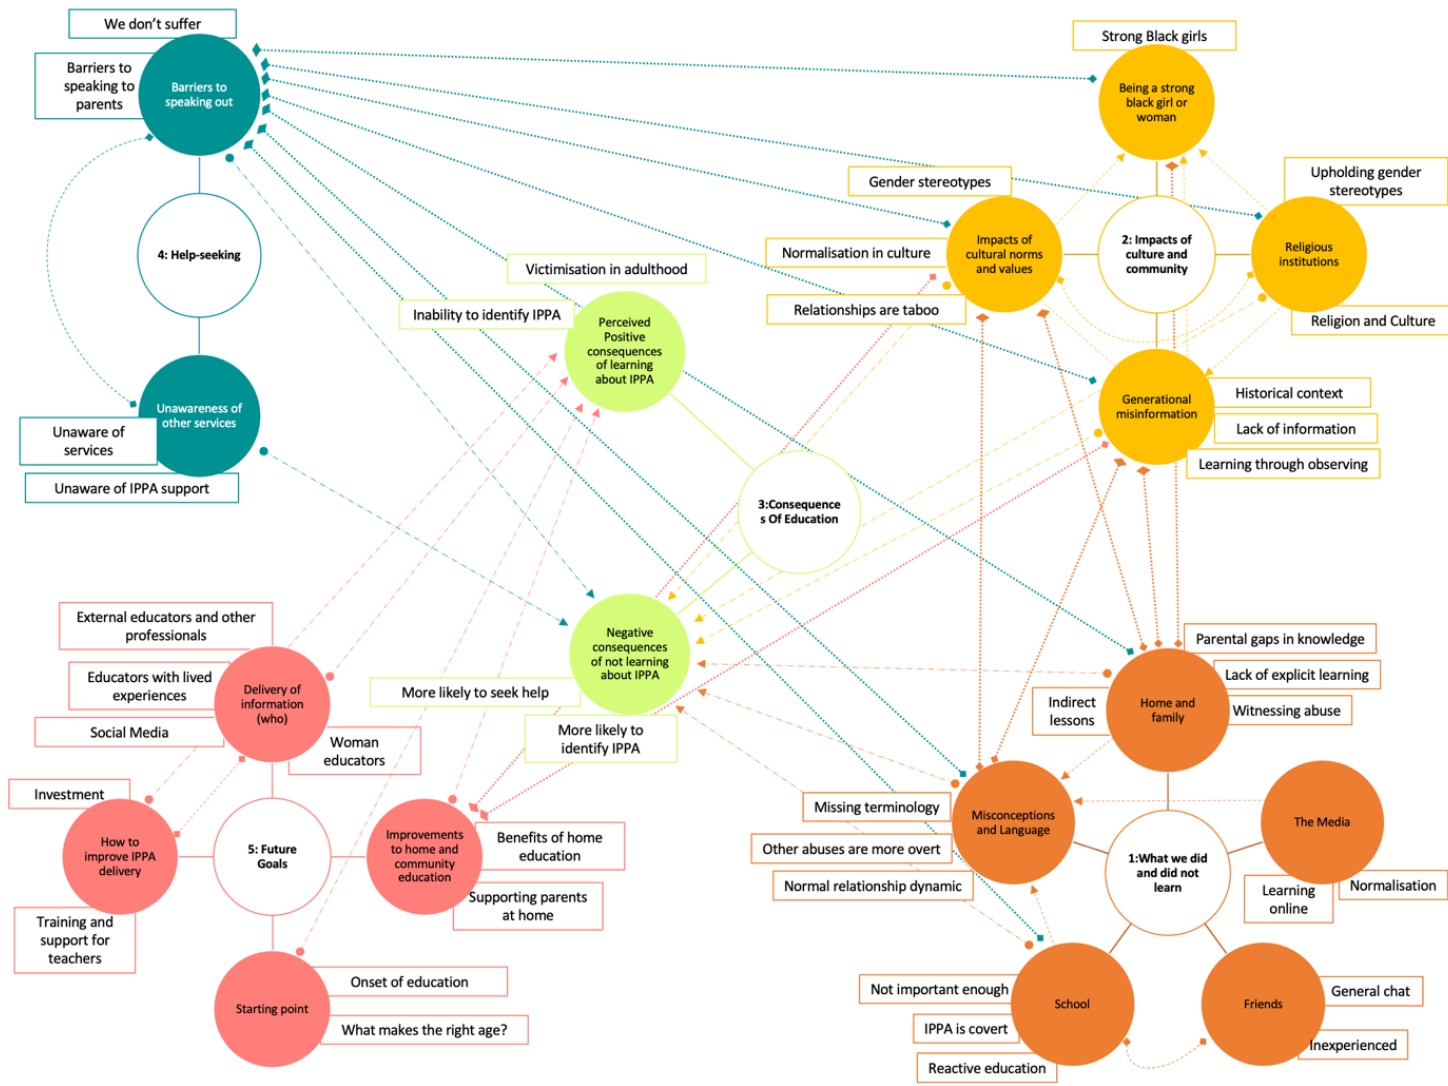 We don't suffer
Barriers to
speaking to
parents
Barriers to
speaking out
4: Help-seeking
Unawareness of
other services
Unaware of
services
Unaware of IPPA support
Strong Black girls
Being a strong
black girl or
woman
Gender stereotypes
Upholding gender
stereotypes
Normalisation in culture
Impacts of
cultural norms
and values
2: Impacts of
culture and
community
Religious
institutions
Relationships are taboo
Religion and Culture
Generational
misinformation
Historical context
Lack of information
Learning through observing
Victimisation in adulthood
Inability to identify IPPA
Perceived
Positive
consequences
of learning
about IPPA
3:Consequence
s Of Education
Negative
consequences
of not learning
about IPPA
More likely to seek help
More likely to
identify IPPA
External educators and other
professionals
Educators with lived
experiences
Social Media
Delivery of
information
(who)
Woman
educators
Investment
How to
improve IPPA
delivery
Training and
support for
teachers
5: Future
Goals
Improvements
to home and
community
education
Benefits of home
education
Supporting parents
at home
Starting point
Onset of education
What makes the right age?
Parental gaps in knowledge
Lack of explicit learning
Indirect
lessons
Home and
family
Witnessing abuse
Missing terminology
Other abuses are more overt
Normal relationship dynamic
Misconceptions
and Language
1:What we did
and did not
learn
The Media
Learning
online
Normalisation
Not important enough
IPPA is covert
Reactive education
School
Friends
General chat
Inexperienced